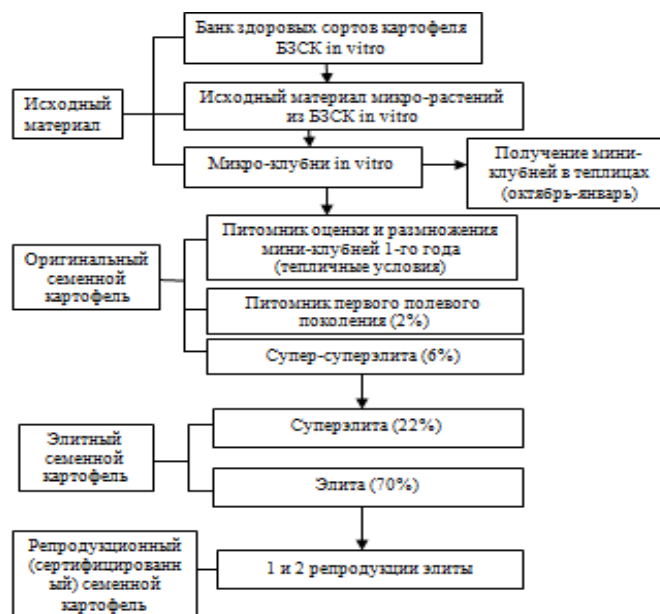 Банк здоровых сортов картофеля
БЗСК in vitro
Исходный материал микро-растений
из БЗСК in vitro
Исходный
материал
Микро-клубни in vitro
Получение мини-
клубней в теплицах
(октябрь-январь)
Питомник оценки и размножения
мини-клубней 1-го года
(тепличные условия)
Оригинальный
семенной
картофель
Питомник первого полевого
поколения (2%)
Супер-суперэлита (6%)
Суперэлита (22%)
Элитный
семенной
картофель
Элита (70%)
Репродукционный
(сертифицированн
ый) семенной
картофель
1 и 2 репродукции элиты